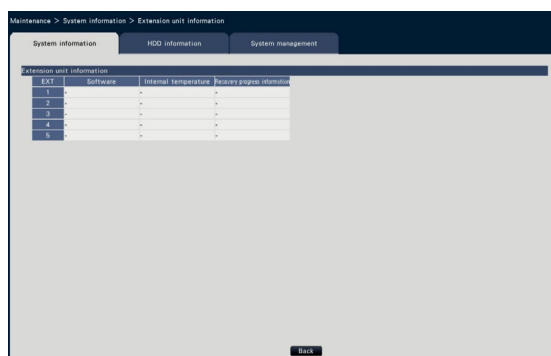 Maintenance > System information > Extension unit information
System information HDD information System management
Extension unit information
EXT Software Internal temperature Recovery progress information
1 - - -
2 - - -
3 - - -
4 - - -
5 - - -
Back